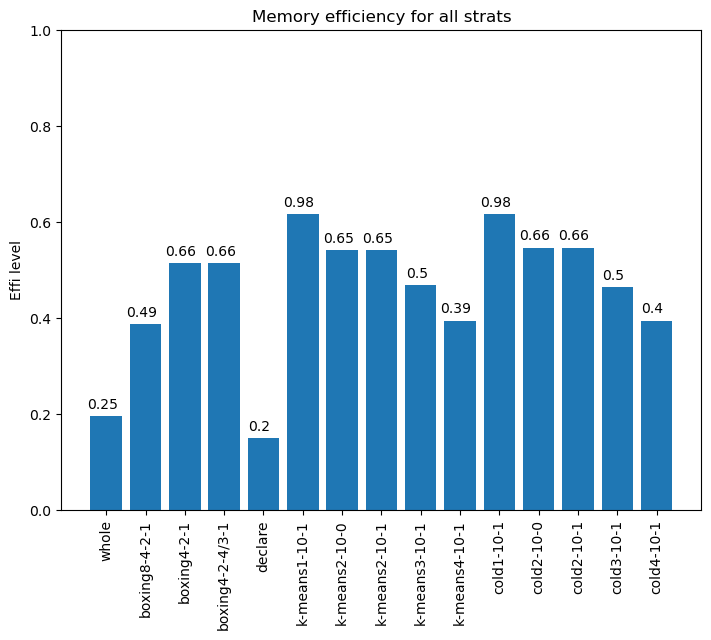 Memory efficiency for all strats
Effi level
1.0
0.8
0.6
0.4
0.2
0.0
0.25
0.49
0.66
0.66
0.2
0.98
0.65
0.65
0.5
0.39
0.98
0.66
0.66
0.5
0.4
whole
boxing8-4-2-1
boxing4-2-1
boxing4-2-4/3-1
declare
k-means1-10-1
k-means2-10-0
k-means2-10-1
k-means3-10-1
k-means4-10-1
cold1-10-1
cold2-10-0
cold2-10-1
cold3-10-1
cold4-10-1